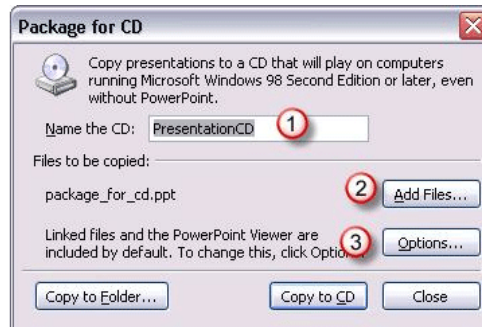 Package for CD
Copy presentations to a CD that will play on computers
running Microsoft Windows 98 Second Edition or later, even
without PowerPoint.
Name the CD: PresentationCD 1
Files to be copied:
package_for_cd.ppt 2 Add Files...
Linked files and the PowerPoint Viewer are
included by default. To change this, click Option 3 Options...
Copy to Folder... Copy to CD Close